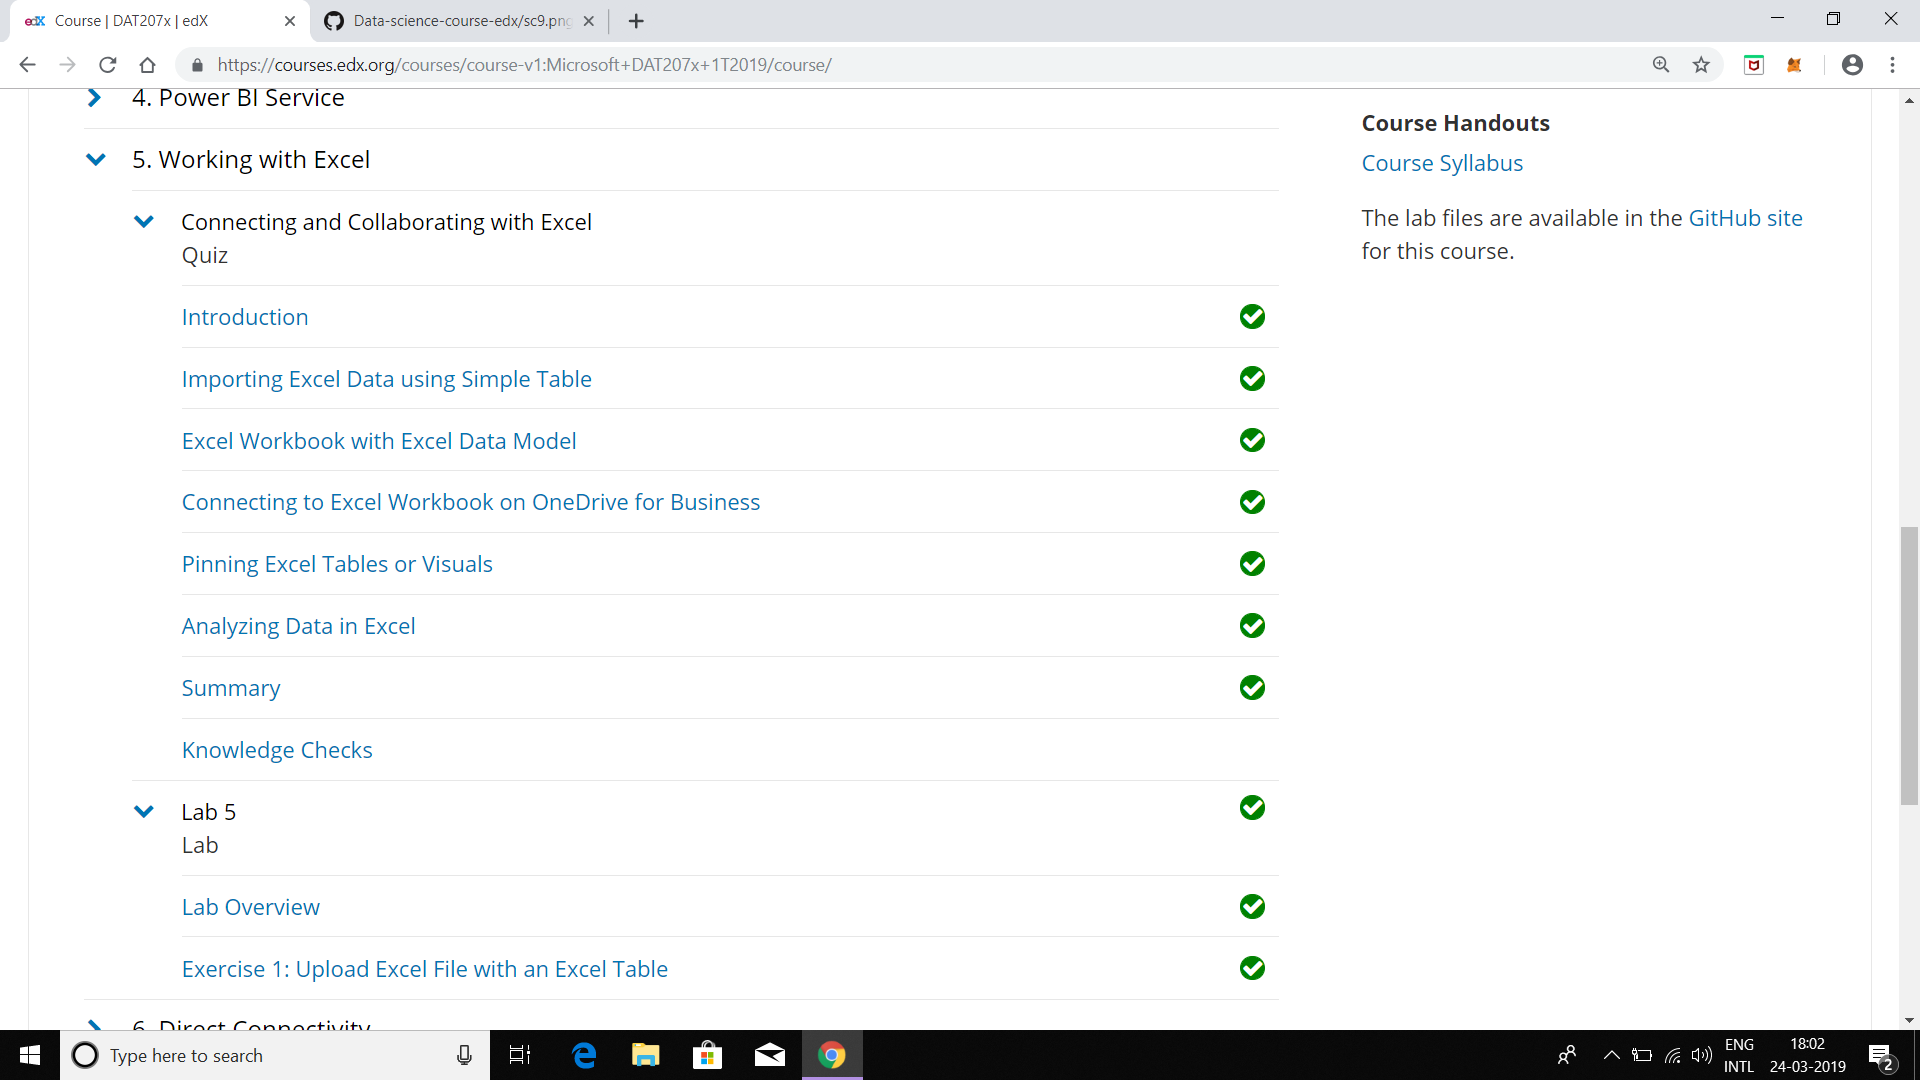 edX Course | DAT207x | edX
Data-science-course-edx/sc9.png
https://courses.edx.org/courses/course-v1:Microsoft+DAT207x+1T2019/course/
4. Power BI Service
5. Working with Excel
Connecting and Collaborating with Excel
Quiz
Introduction
Importing Excel Data using Simple Table
Excel Workbook with Excel Data Model
Connecting to Excel Workbook on OneDrive for Business
Pinning Excel Tables or Visuals
Analyzing Data in Excel
Summary
Knowledge Checks
Lab 5
Lab
Lab Overview
Exercise 1: Upload Excel File with an Excel Table
6. Direct Connectivity
Course Handouts
Course Syllabus
The lab files are available in the GitHub site
for this course.
Type here to search
ENG
INTL
18:02
24-03-2019
2